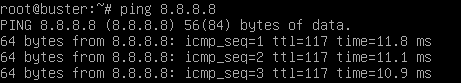 root@buster:~# ping 8.8.8.8
PING 8.8.8.8 (8.8.8.8) 56(84) bytes of data.
64 bytes from 8.8.8.8: icmp_seq=1 ttl=117 time=11.8 ms
64 bytes from 8.8.8.8: icmp_seq=2 ttl=117 time=11.1 ms
64 bytes from 8.8.8.8: icmp_seq=3 ttl=117 time=10.9 ms